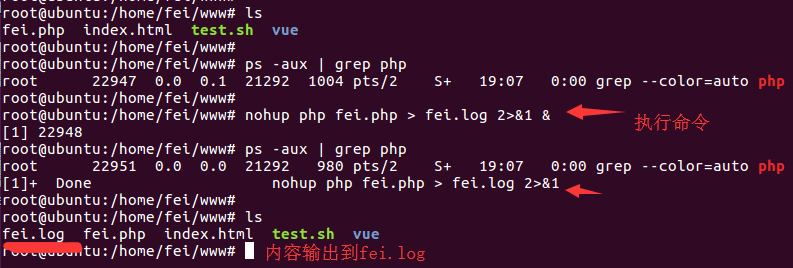 root@ubuntu:/home/fei/www# ls
fei.php index.html test.sh vue
root@ubuntu:/home/fei/www#
root@ubuntu:/home/fei/www# ps -aux | grep php
root 22947 0.0 0.1 21292 1004 pts/2 S+ 19:07 0:00 grep --color=auto php
root@ubuntu:/home/fei/www#
root@ubuntu:/home/fei/www# nohup php fei.php > fei.log 2>&1 &
执行命令
[1] 22948
root@ubuntu:/home/fei/www# ps -aux | grep php
root 22951 0.0 0.0 21292 980 pts/2 S+ 19:07 0:00 grep --color=auto php
[1]+ Done nohup php fei.php > fei.log 2>&1
root@ubuntu:/home/fei/www#
root@ubuntu:/home/fei/www# ls
fei.log fei.php index.html test.sh vue
root@ubuntu:/home/fei/www# 内容输出到fei.log